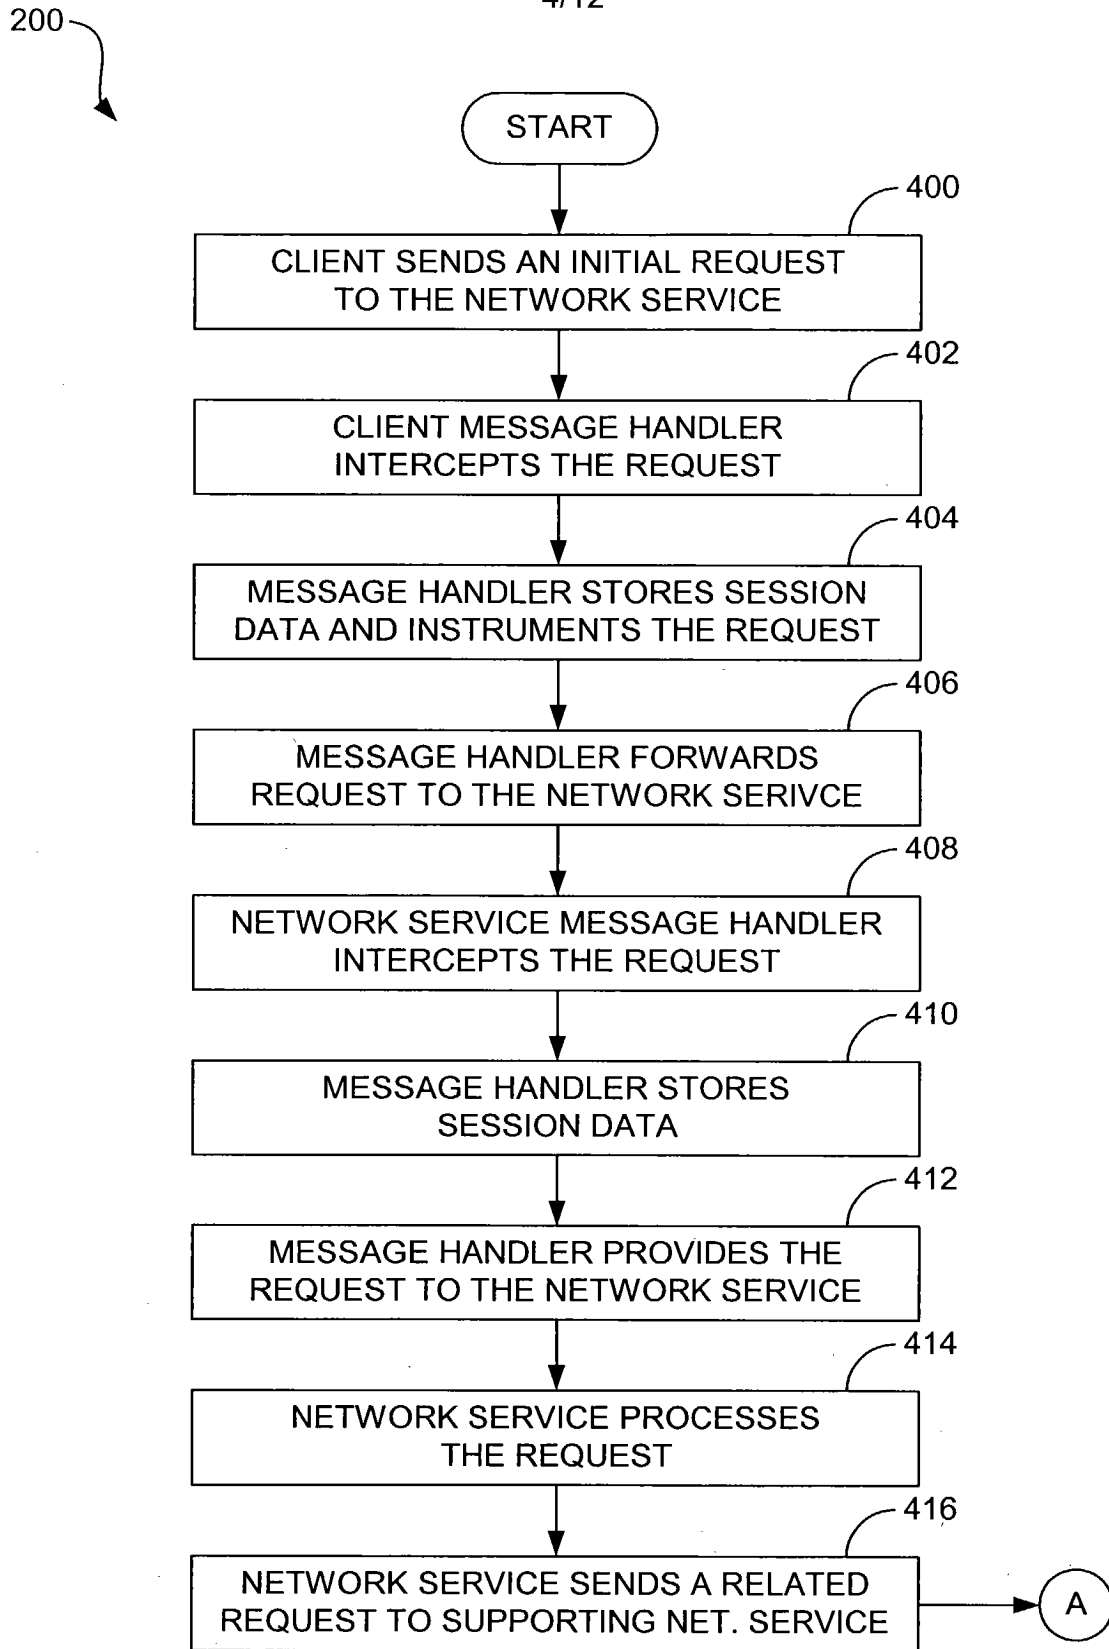 4/12
200
START
400
CLIENT SENDS AN INITIAL REQUEST
TO THE NETWORK SERVICE
402
CLIENT MESSAGE HANDLER
INTERCEPTS THE REQUEST
404
MESSAGE HANDLER STORES SESSION
DATA AND INSTRUMENTS THE REQUEST
406
MESSAGE HANDLER FORWARDS
REQUEST TO THE NETWORK SERIVCE
408
NETWORK SERVICE MESSAGE HANDLER
INTERCEPTS THE REQUEST
410
MESSAGE HANDLER STORES
SESSION DATA
412
MESSAGE HANDLER PROVIDES THE
REQUEST TO THE NETWORK SERVICE
414
NETWORK SERVICE PROCESSES
THE REQUEST
416
NETWORK SERVICE SENDS A RELATED
REQUEST TO SUPPORTING NET. SERVICE
A